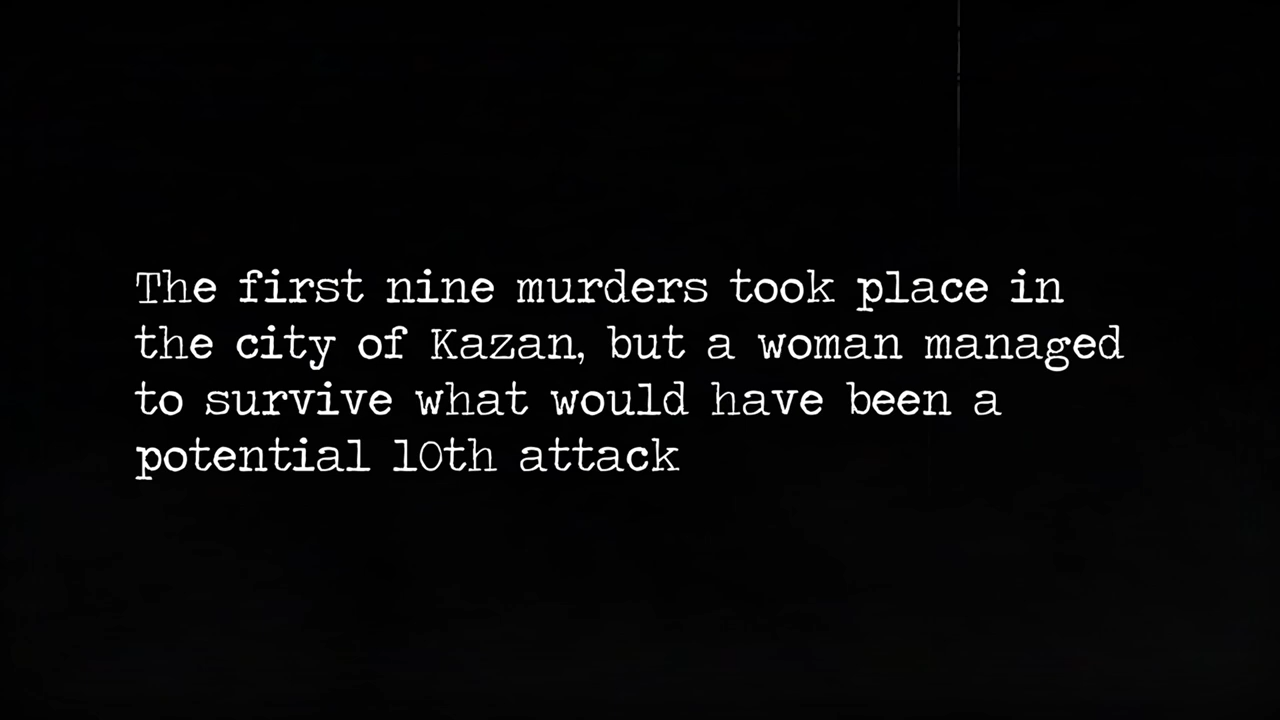 The first nine murders took place in
the city of Kazan, but a woman managed
to survive what would have been a
potential 10th attack